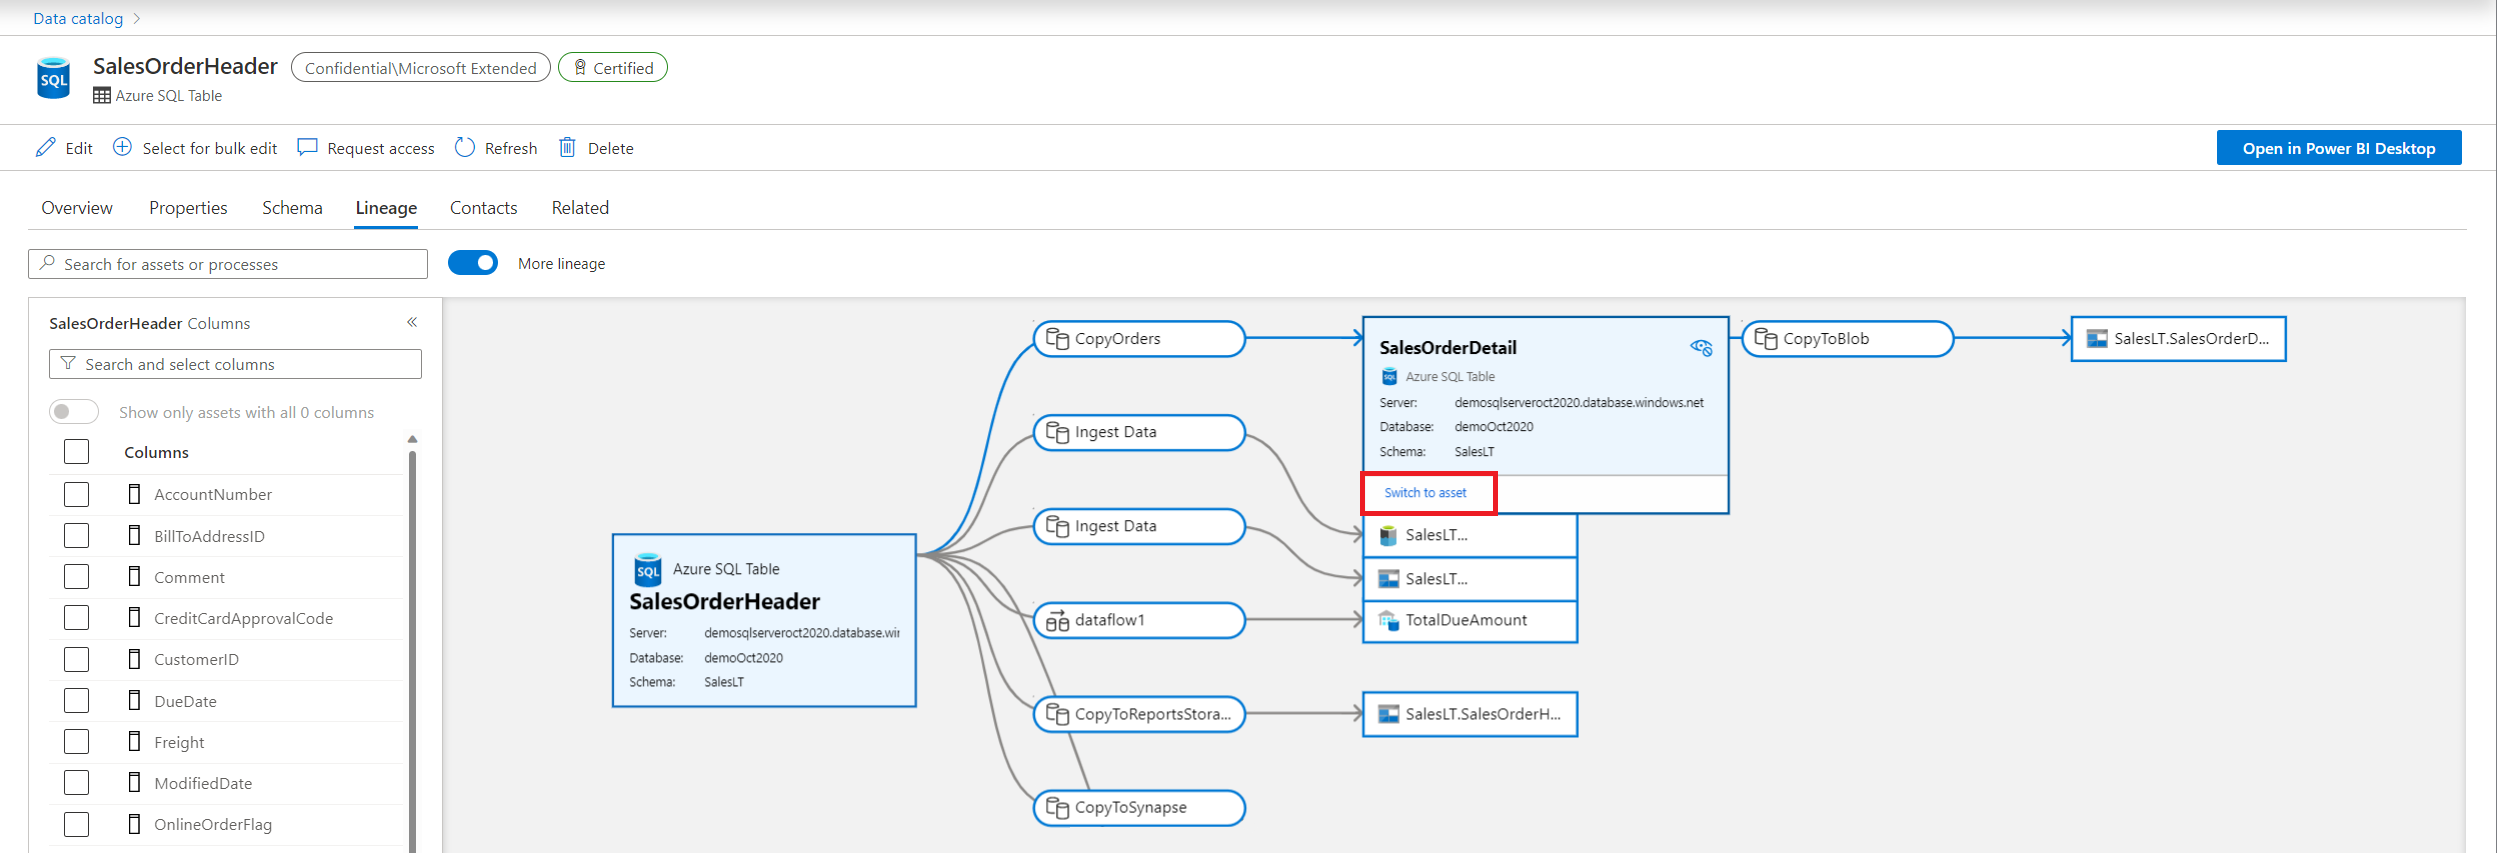 Data catalog
SalesOrderHeader
Confidential\Microsoft Extended
Certified
Azure SQL Table
Edit
Select for bulk edit
Request access
Refresh
Delete
Open in Power BI Desktop
Overview
Properties
Schema
Lineage
Contacts
Related
Search for assets or processes
More lineage
SalesOrderHeader Columns
Search and select columns
Show only assets with all 0 columns
Columns
AccountNumber
BillToAddressID
Comment
CreditCardApprovalCode
CustomerID
DueDate
Freight
ModifiedDate
OnlineOrderFlag
SQL
Azure SQL Table
SalesOrderHeader
Server: demosqlserveroct2020.database.wir
Database: demoOct2020
Schema: SalesLT
CopyOrders
Ingest Data
Ingest Data
dataflow1
CopyToReportsStora...
CopyToSynapse
SalesOrderDetail
SQL
Azure SQL Table
Server: demosqlserveroct2020.database.windows.net
Database: demoOct2020
Schema: SalesLT
Switch to asset
SalesLT...
SalesLT...
TotalDueAmount
SalesLT.SalesOrderH...
CopyToBlob
SalesLT.SalesOrderD...
SQL